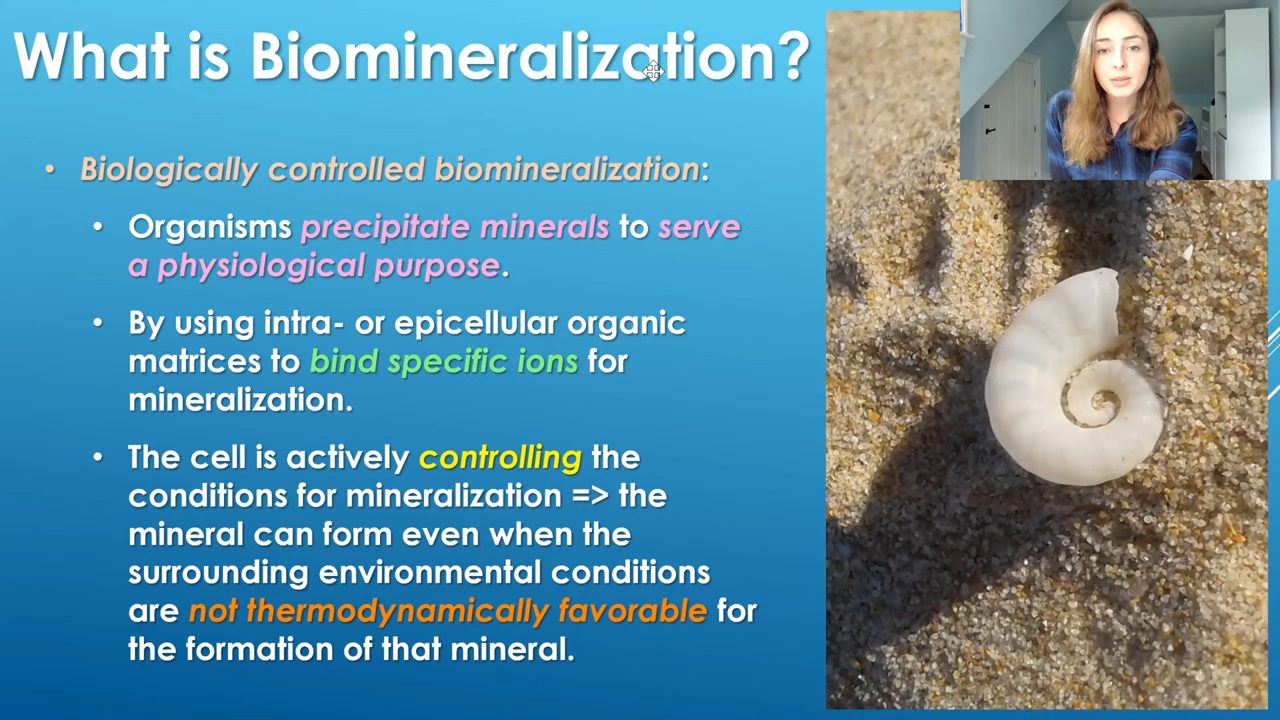 What is Biomineralization?
• Biologically controlled biomineralization:
• Organisms precipitate minerals to serve
a physiological purpose.
• By using intra- or epicellular organic
matrices to bind specific ions for
mineralization.
• The cell is actively controlling the
conditions for mineralization => the
mineral can form even when the
surrounding environmental conditions
are not thermodynamically favorable for
the formation of that mineral.